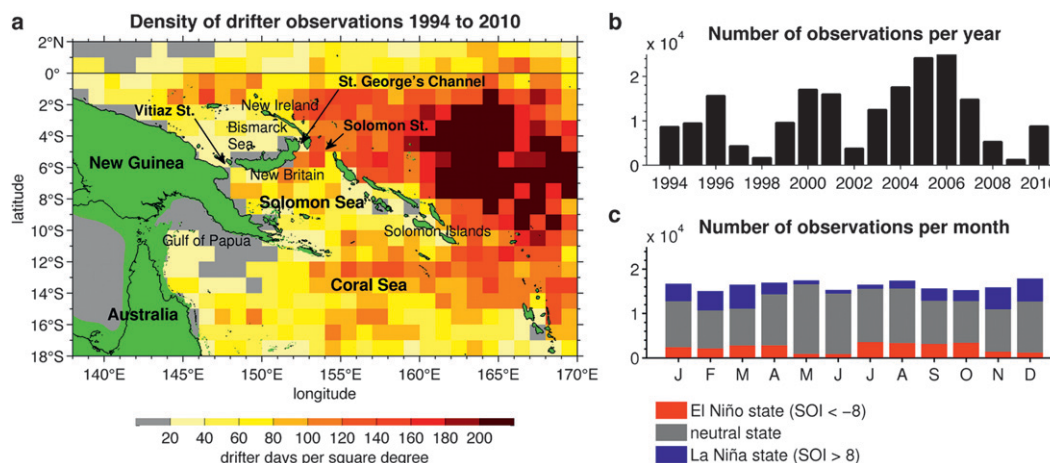 a
Density of drifter observations 1994 to 2010
2°N
0°
2°S
4°S
6°S
8°S
10°S
12°S
14°S
16°S
18°S
latitude
St. George's Channel
Vitiaz St.
New Ireland
Solomon St.
Bismarck
Sea
New Guinea
New Britain
Solomon Sea
Gulf of Papua
Solomon Islands
Coral Sea
Australia
140°E 145°E 150°E 155°E 160°E 165°E 170°E
longitude
20 40 60 80 100 120 140 160 180 200
drifter days per square degree
b
Number of observations per year
x 10⁴
2
1
0
1994 1996 1998 2000 2002 2004 2006 2008 2010
c
Number of observations per month
x 10⁴
2
1
0
J F M A M J J A S O N D
El Niño state (SOI < −8)
neutral state
La Niña state (SOI > 8)